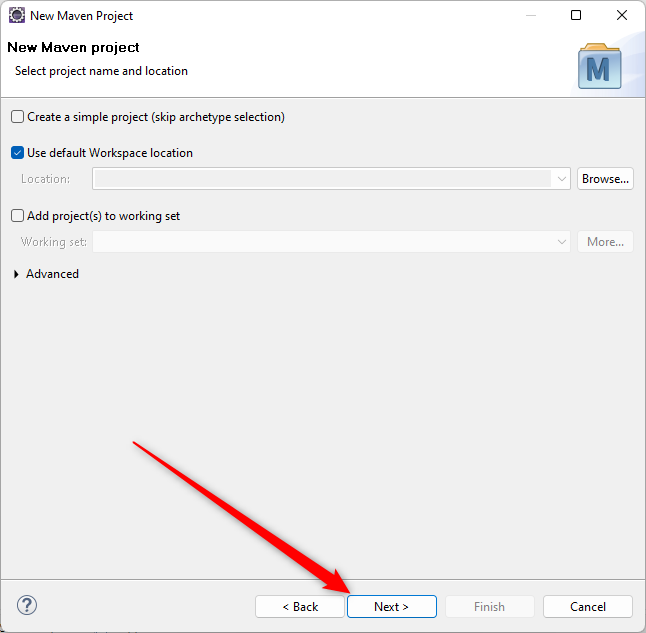 New Maven Project
New Maven project
Select project name and location
M
Create a simple project (skip archetype selection)
Use default Workspace location
Location:
Browse...
Add project(s) to working set
Working set:
More...
Advanced
?
< Back
Next >
Finish
Cancel